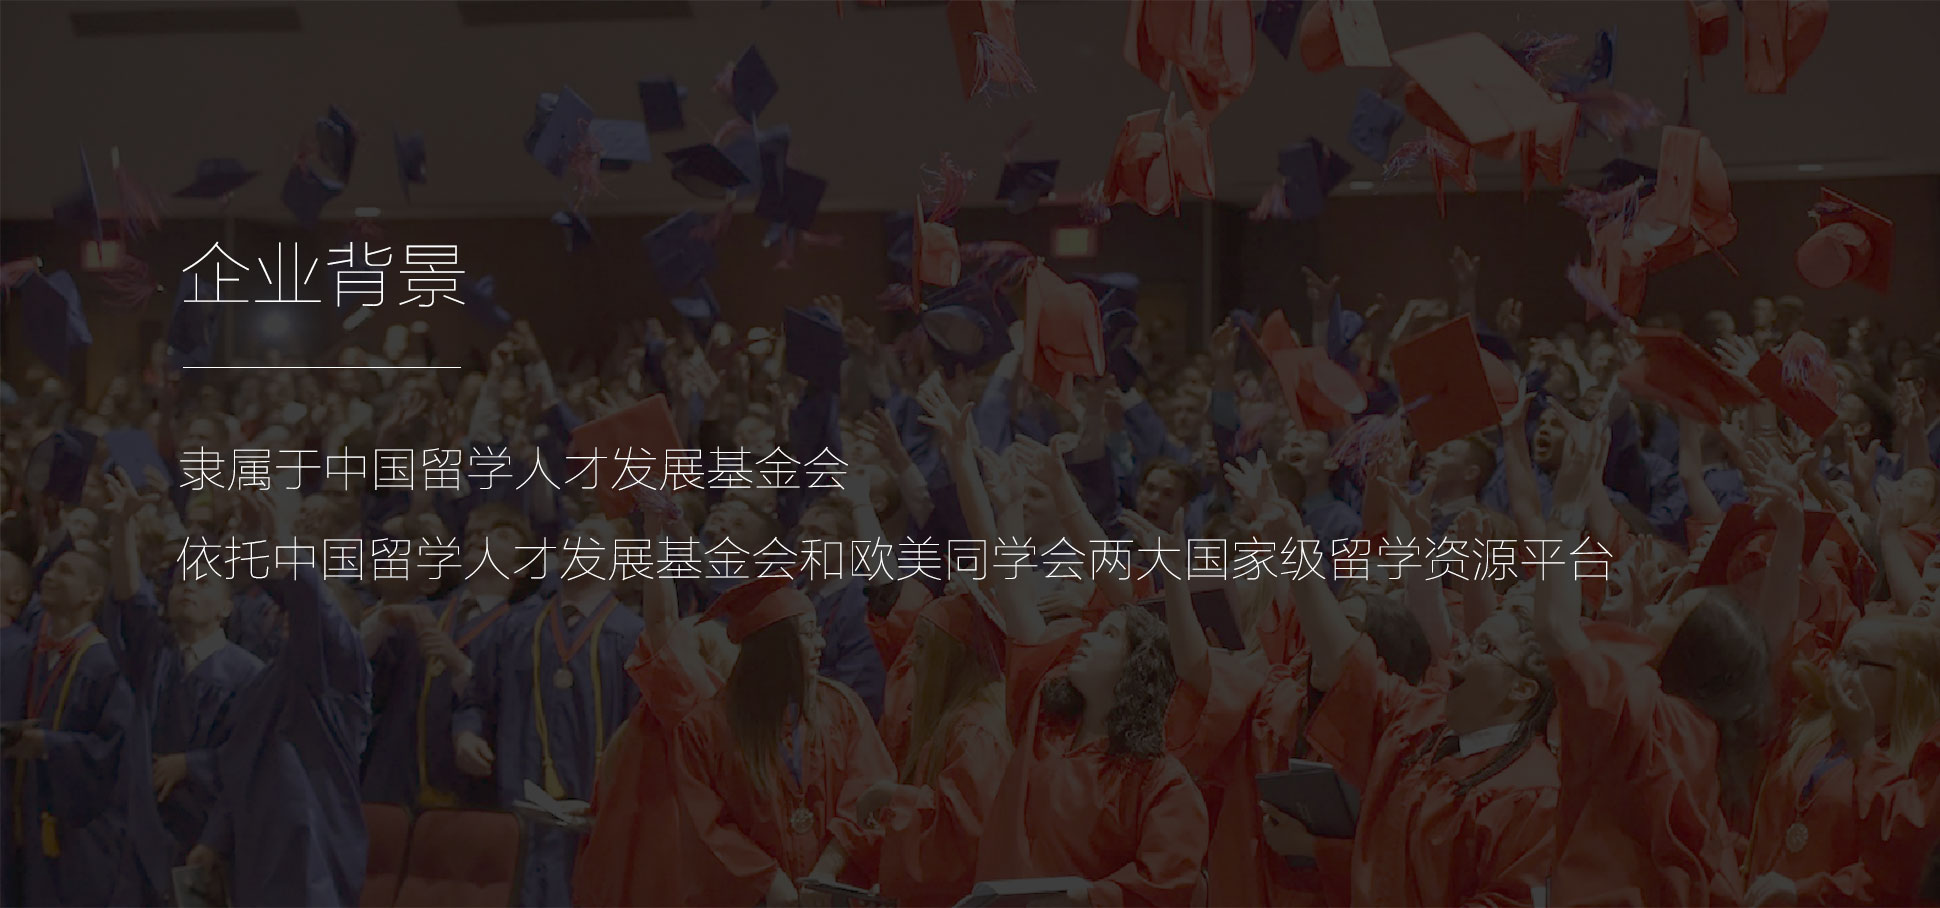 企业背景
隶属于中国留学人才发展基金会
依托中国留学人才发展基金会和欧美同学会两大国家级留学资源平台